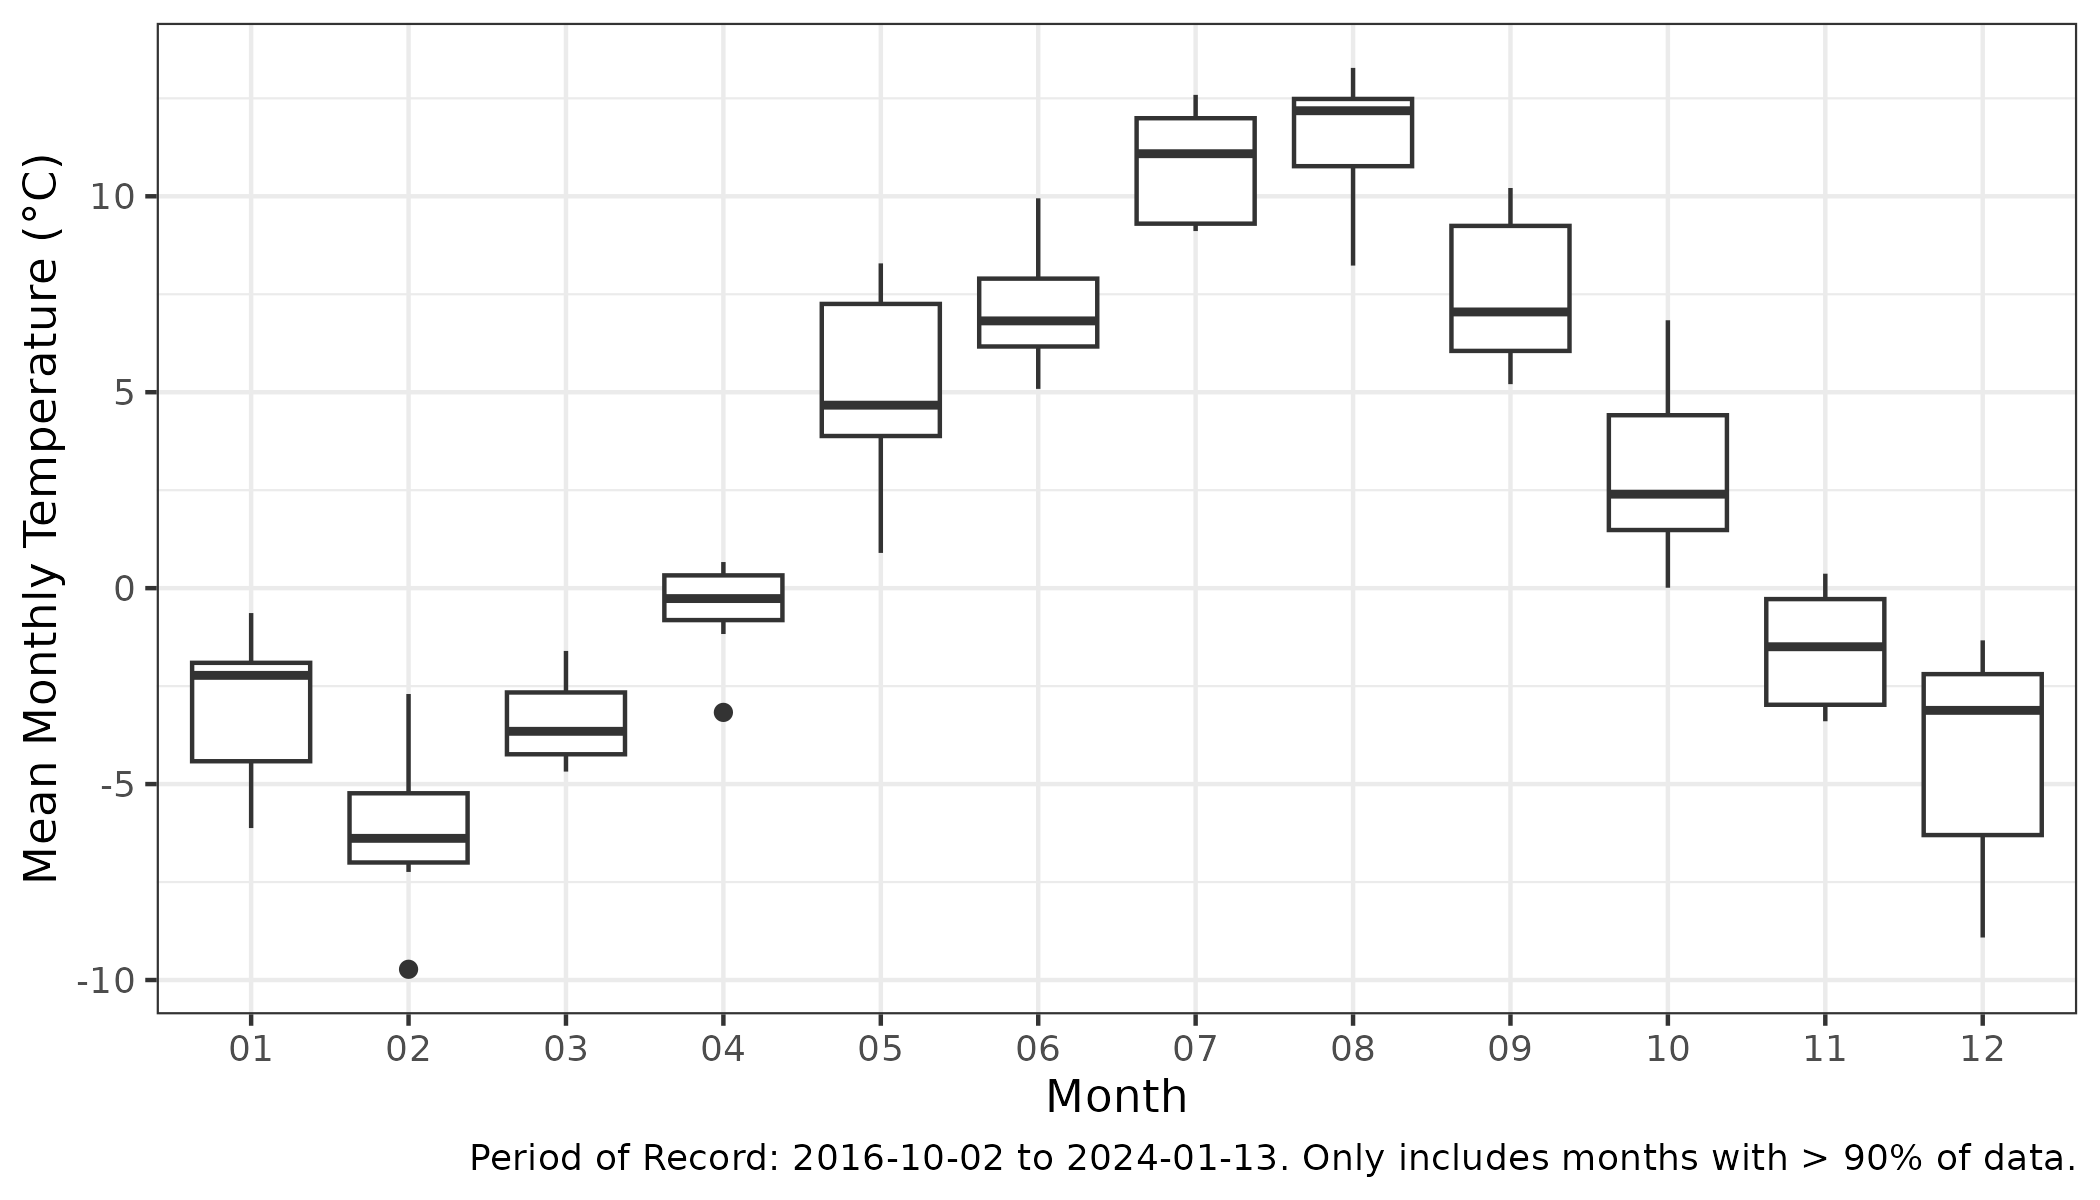 Mean Monthly Temperature (°C)
10
5
0
-5
-10
01 02 03 04 05 06 07 08 09 10 11 12
Month
Period of Record: 2016-10-02 to 2024-01-13. Only includes months with > 90% of data.